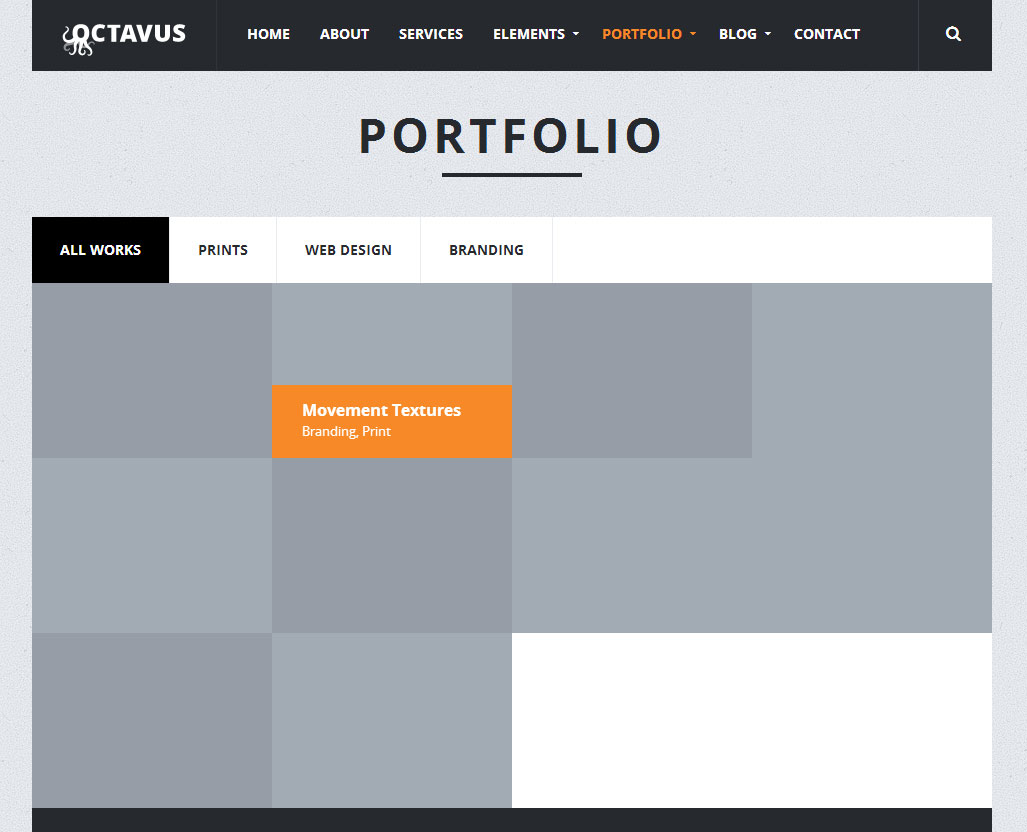 OCTAVUS
HOME ABOUT SERVICES ELEMENTS PORTFOLIO BLOG CONTACT
PORTFOLIO
ALL WORKS PRINTS WEB DESIGN BRANDING
Movement Textures
Branding, Print